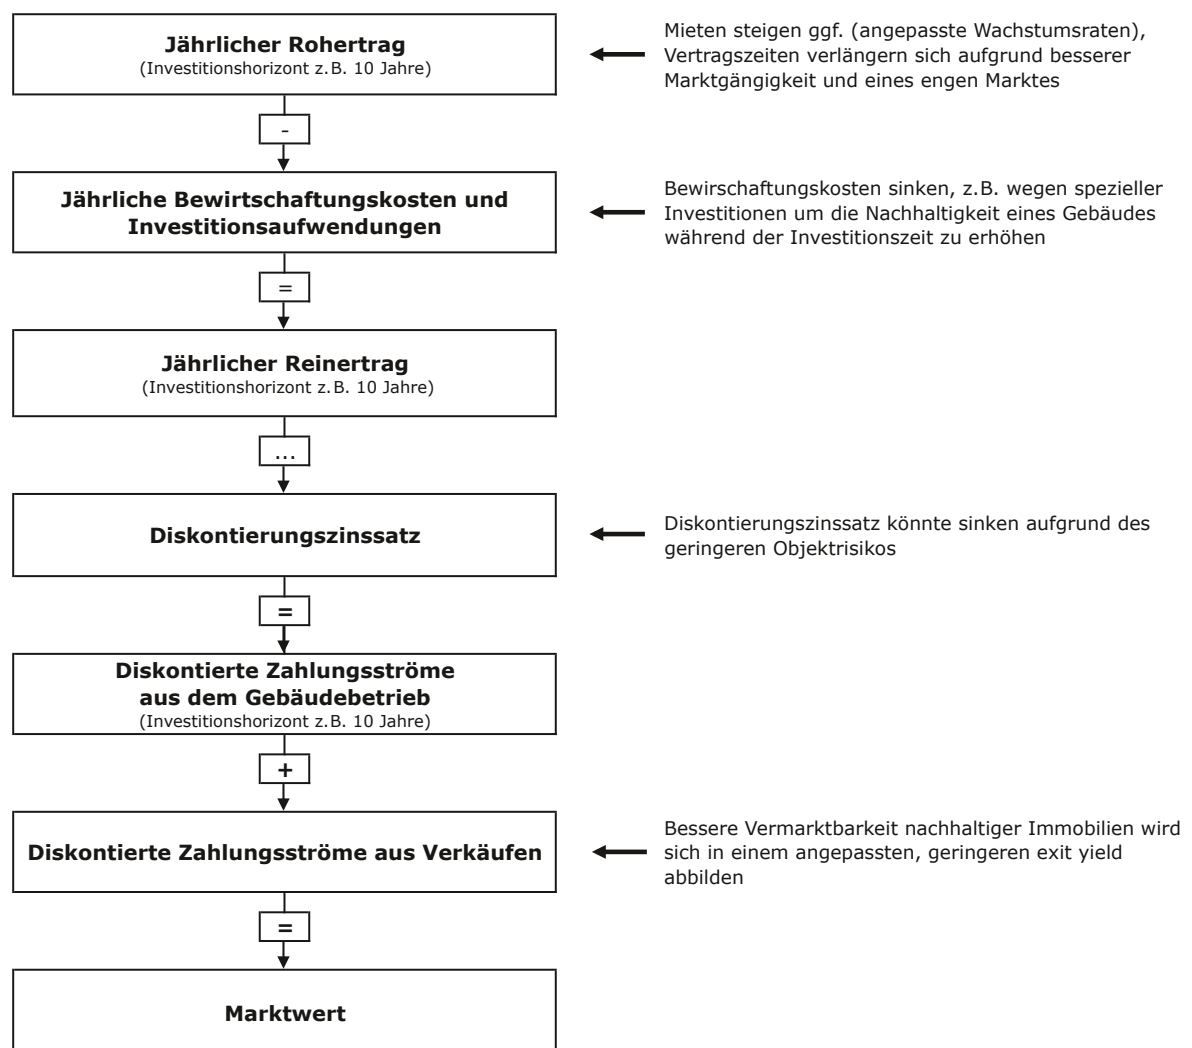 Jährlicher Rohertrag
(Investitionshorizont z.B. 10 Jahre)
Mieten steigen ggf. (angepasste Wachstumsraten),
Vertragszeiten verlängern sich aufgrund besserer
Marktgängigkeit und eines engen Marktes
-
Jährliche Bewirtschaftungskosten und
Investitionsaufwendungen
Bewirschaftungskosten sinken, z.B. wegen spezieller
Investitionen um die Nachhaltigkeit eines Gebäudes
während der Investitionszeit zu erhöhen
=
Jährlicher Reinertrag
(Investitionshorizont z.B. 10 Jahre)
...
Diskontierungszinssatz
Diskontierungszinssatz könnte sinken aufgrund des
geringeren Objektrisikos
=
Diskontierte Zahlungsströme
aus dem Gebäudebetrieb
(Investitionshorizont z.B. 10 Jahre)
+
Diskontierte Zahlungsströme aus Verkäufen
Bessere Vermarktbarkeit nachhaltiger Immobilien wird
sich in einem angepassten, geringeren exit yield
abbilden
=
Marktwert